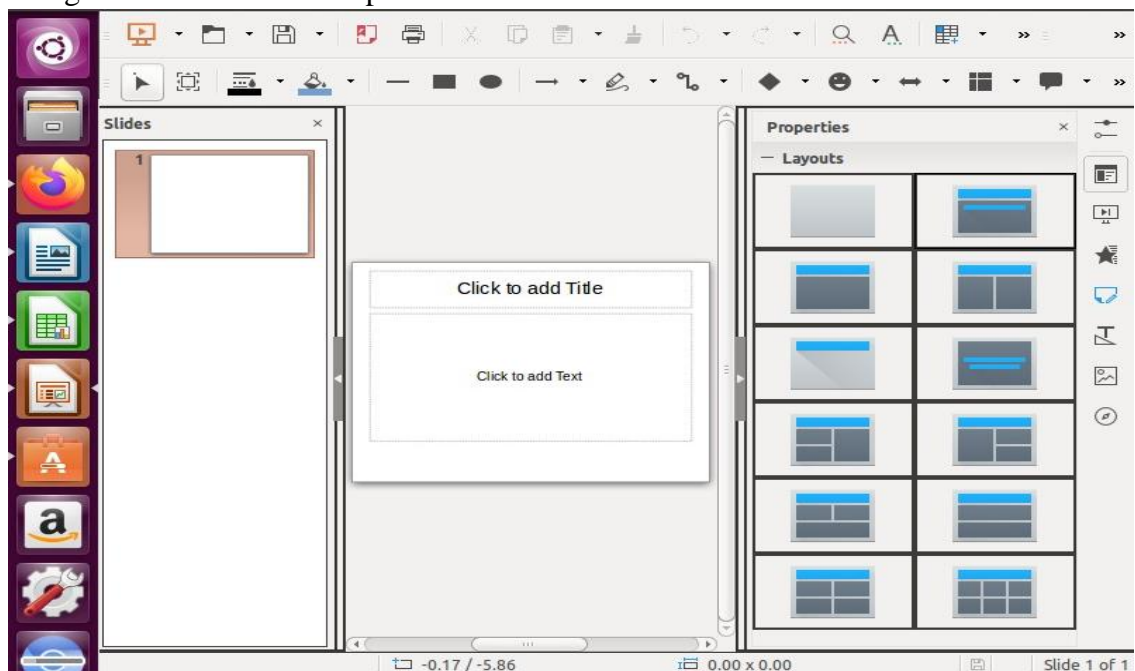 Slides
1
Click to add Title
Click to add Text
Properties
Layouts
-0.17 / -5.86
0.00 x 0.00
Slide 1 of 1